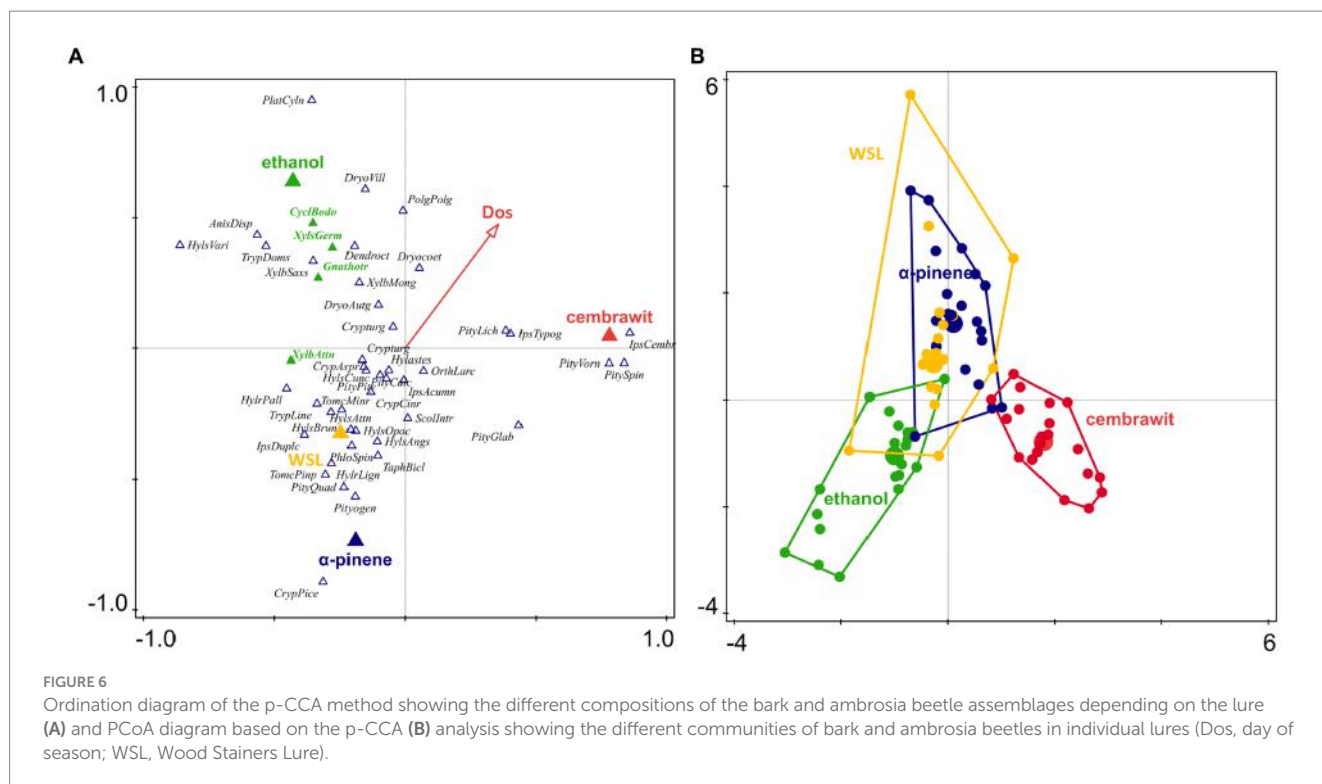 A
1.0
PlatCyln
ethanol
DryoVill
PolgPolg
CyclBodo
Dos
AnisDisp
XylsGerm
HylsVari
TrypDoms
Dendroct
Dryocoet
Gnathotr
XylbSaxs
XylbMong
DryoAutg
cembrawit
Crypturg
PityLich
IpsTypog
IpsCembr
Crypturg
XylbAttn
Hylastes
PityVorn
PitySpin
CrypAspr
OrthLarc
HylsCunc
HylrPall
IpsAcumn
TomcMinr
CrypCinr
TrypLine
HylsAttn
ScolIntr
HylsBrun
HylsOpac
PityGlab
IpsDuplc
HylsAngs
WSL
PhloSpin
TaphBicl
TomcPinp
HylrLign
PityQuad
Pityogen
α-pinene
CrypPice
-1.0
-1.0
1.0
B
6
WSL
α-pinene
cembrawit
ethanol
-4
-4
6
FIGURE 6
Ordination diagram of the p-CCA method showing the different compositions of the bark and ambrosia beetle assemblages depending on the lure
(A) and PCoA diagram based on the p-CCA (B) analysis showing the different communities of bark and ambrosia beetles in individual lures (Dos, day of
season; WSL, Wood Stainers Lure).